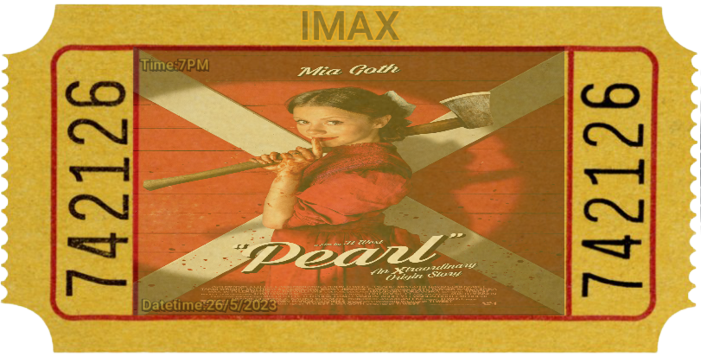 IMAX
Time:7PM
Mia Goth
742126
742126
"Pearl"
An Xtraordinary
Origin Story
Datetime:26/5/2023